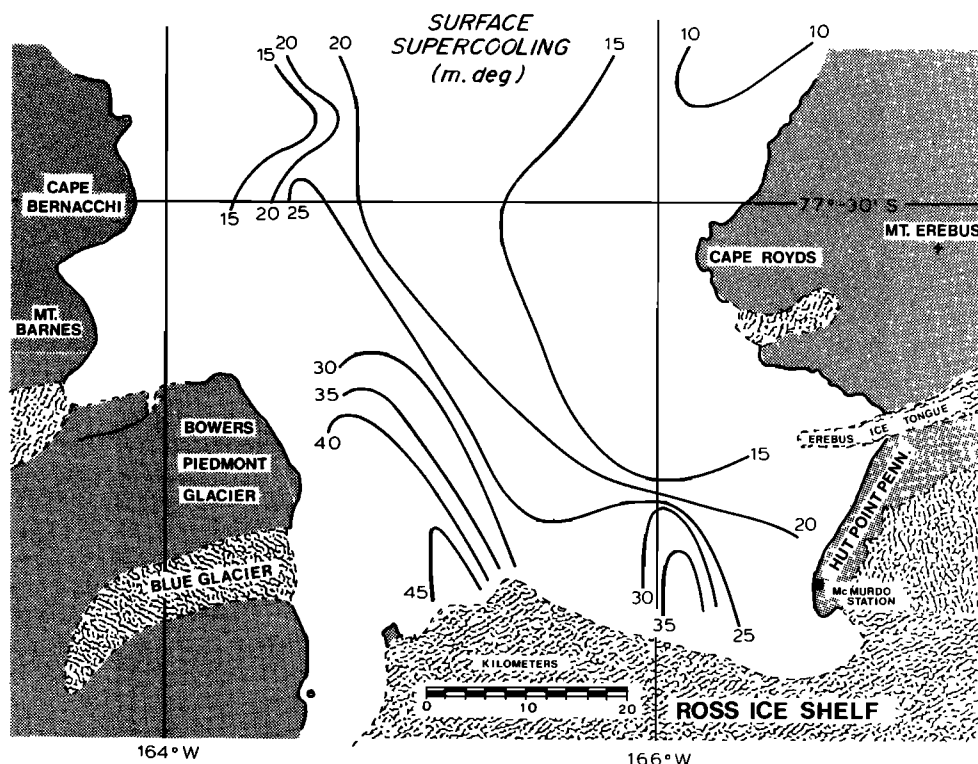 SURFACE
SUPERCOOLING
(m. deg)
15
20
20
15
10
10
CAPE
BERNACCHI
15
20
25
77°-30' S
MT. EREBUS
CAPE ROYDS
MT.
BARNES
30
35
40
BOWERS
PIEDMONT
GLACIER
15
EREBUS ICE TONGUE
20
HUT POINT PENN.
BLUE GLACIER
45
30
35
25
McMURDO
STATION
KILOMETERS
0
10
20
ROSS ICE SHELF
164° W
166° W